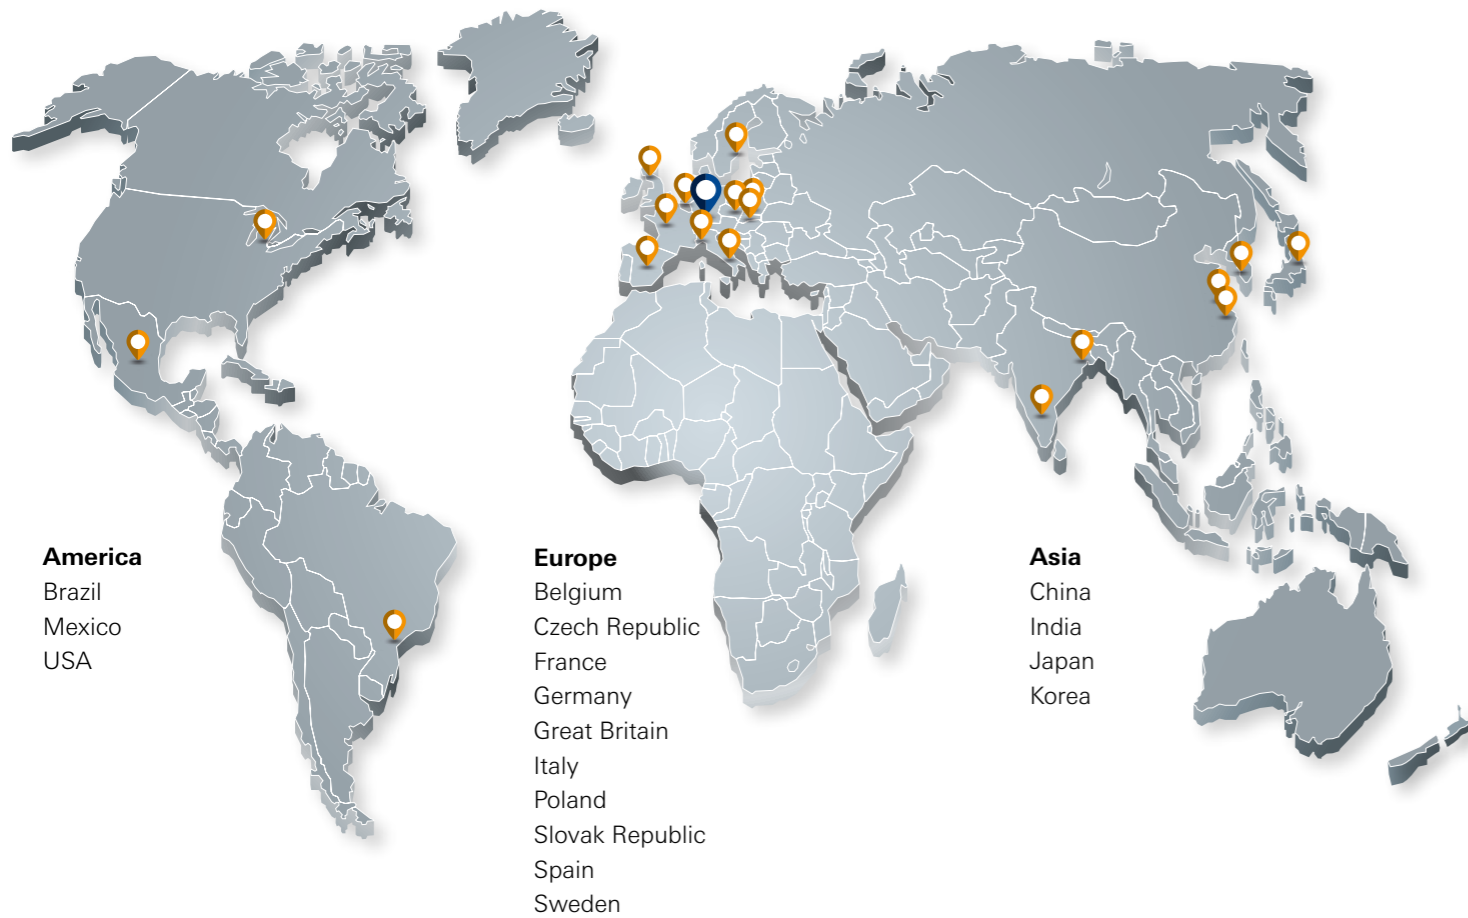 America
Brazil
Mexico
USA
Europe
Belgium
Czech Republic
France
Germany
Great Britain
Italy
Poland
Slovak Republic
Spain
Sweden
Asia
China
India
Japan
Korea